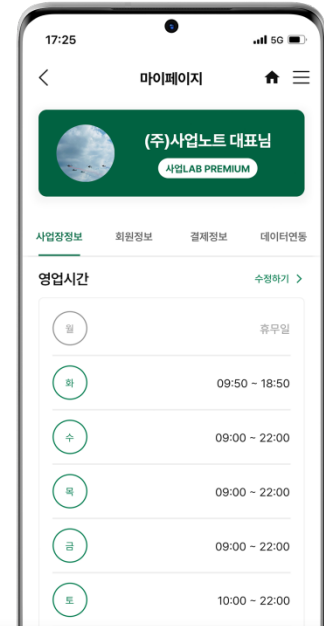 17:25 5G
마이페이지
(주)사업노트 대표님
사업LAB PREMIUM
사업장정보 회원정보 결제정보 데이터연동
영업시간 수정하기
월 휴무일
화 09:50 ~ 18:50
수 09:00 ~ 22:00
목 09:00 ~ 22:00
금 09:00 ~ 22:00
토 10:00 ~ 22:00